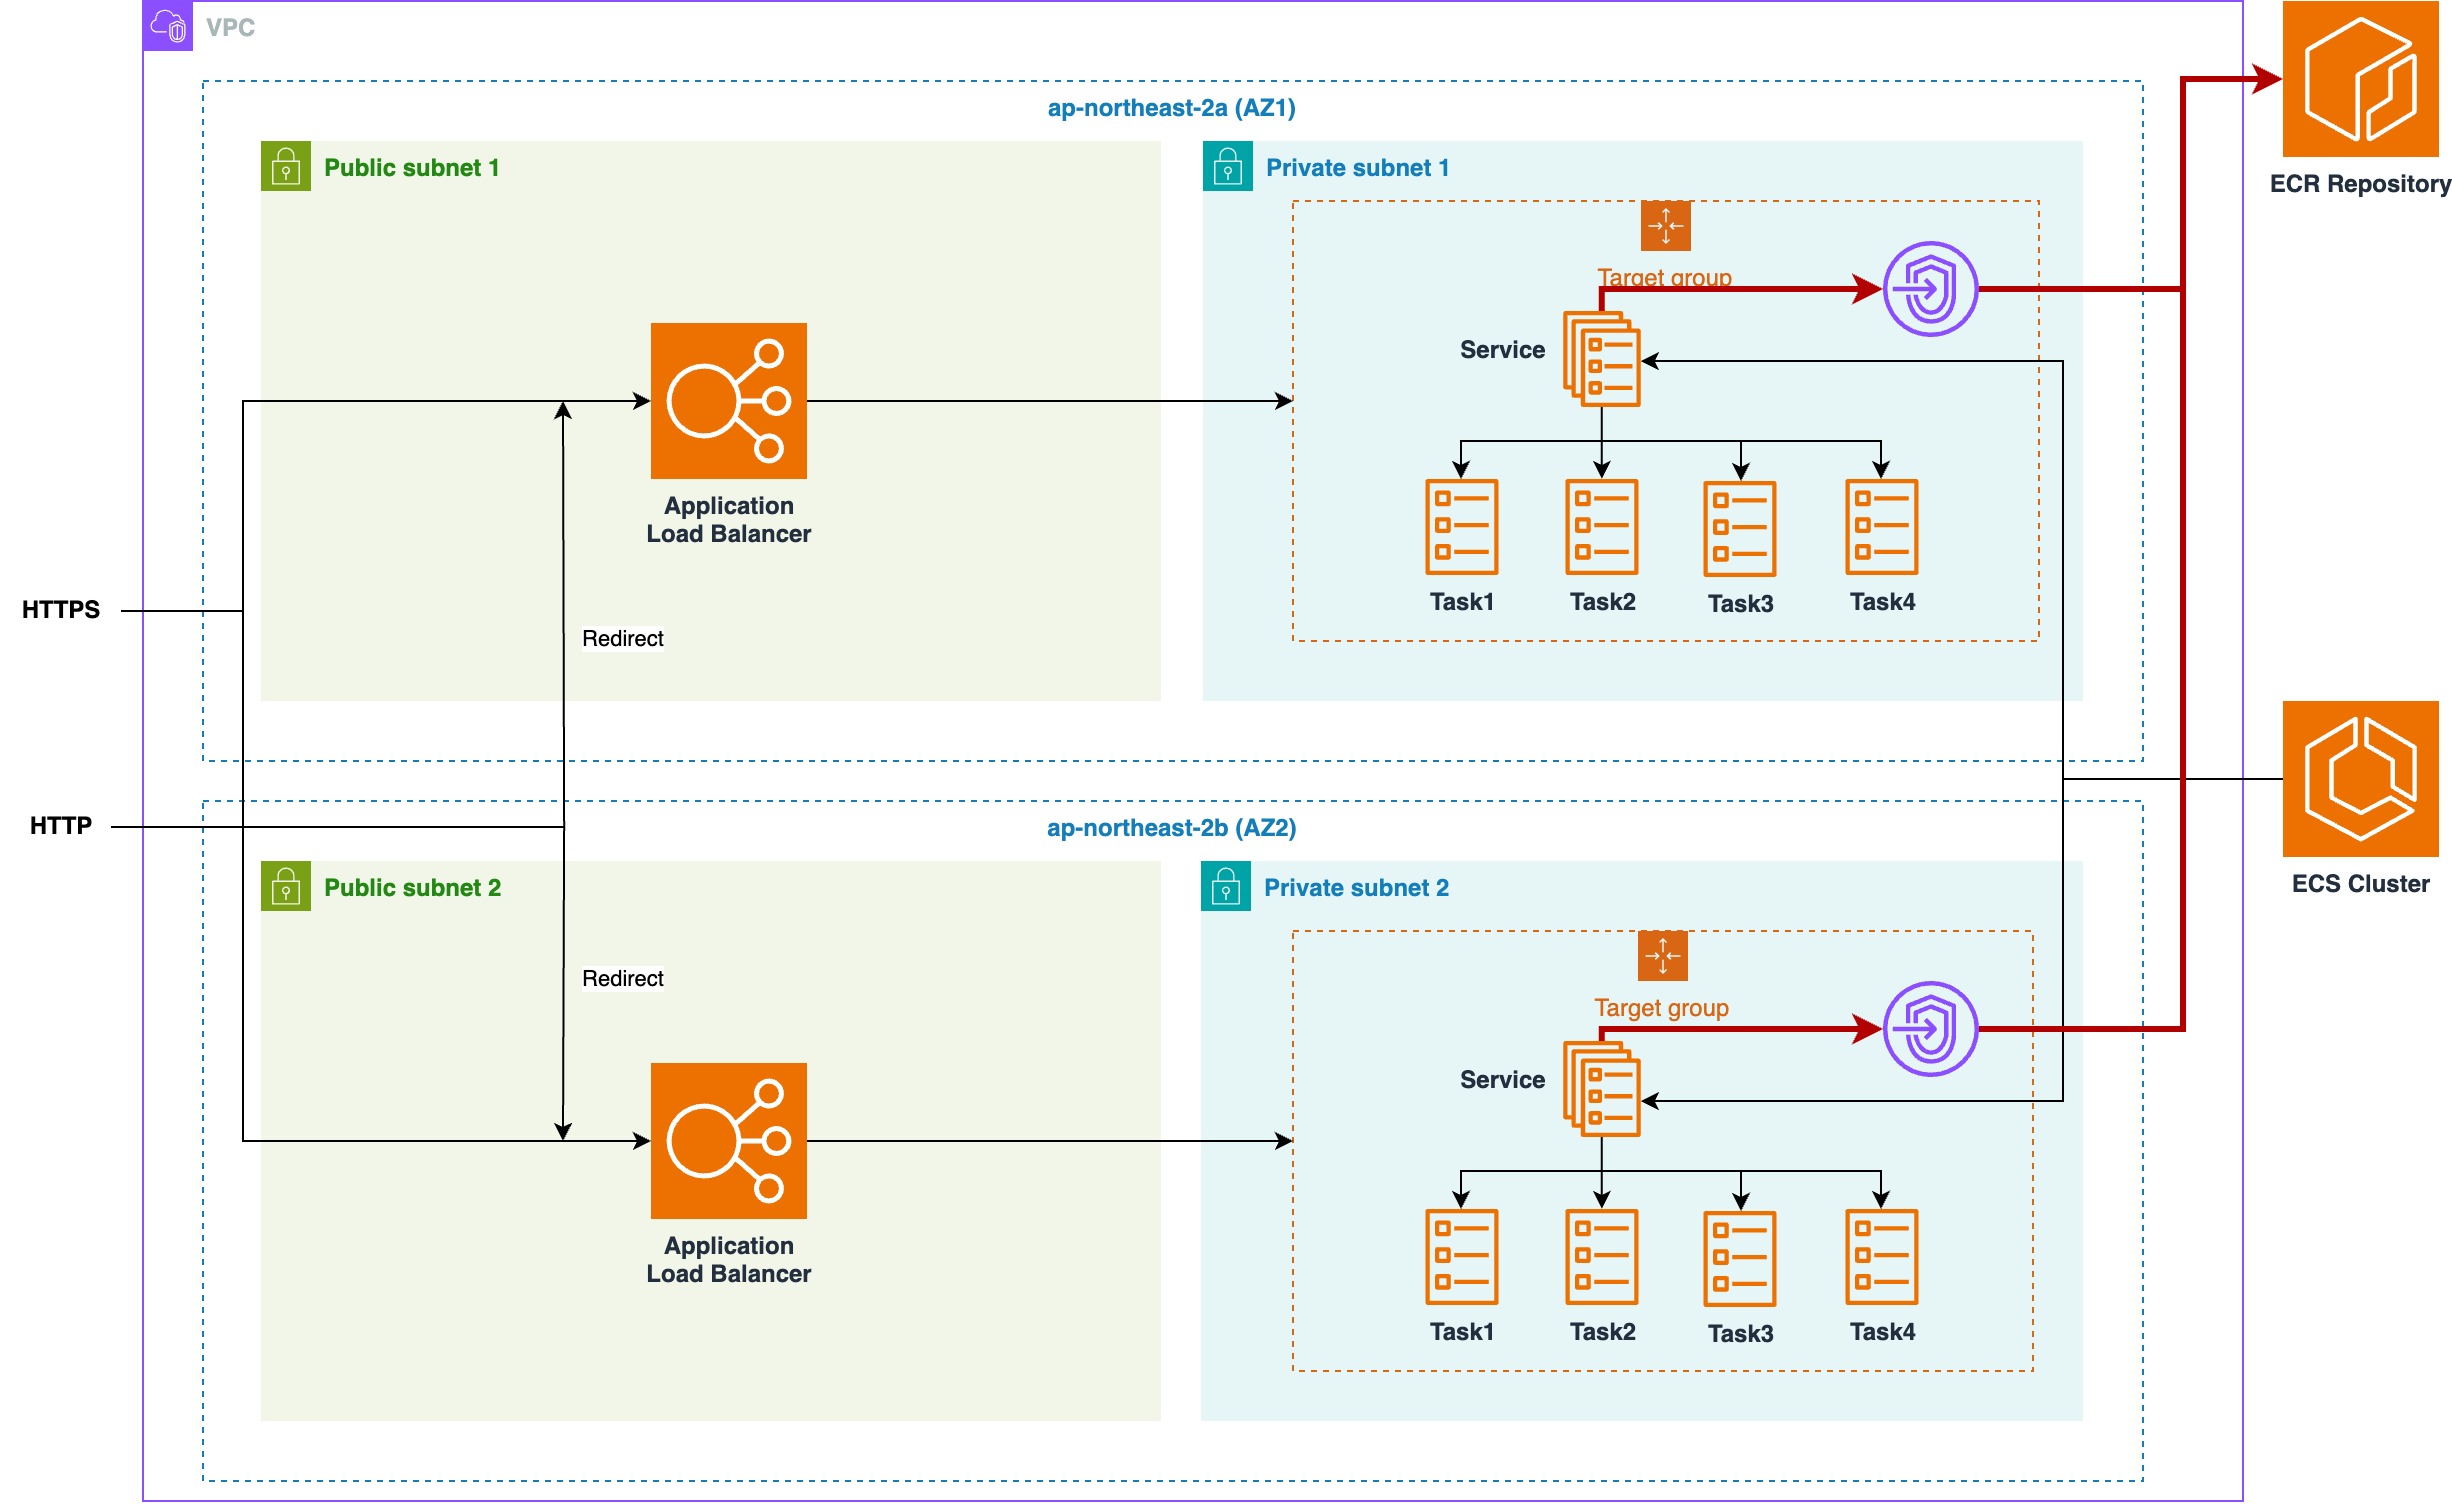 VPC
ap-northeast-2a (AZ1)
Public subnet 1
Private subnet 1
ECR Repository
Target group
Service
Application
Load Balancer
Task1
Task2
Task3
Task4
HTTPS
Redirect
HTTP
ap-northeast-2b (AZ2)
Public subnet 2
Private subnet 2
ECS Cluster
Redirect
Target group
Service
Application
Load Balancer
Task1
Task2
Task3
Task4